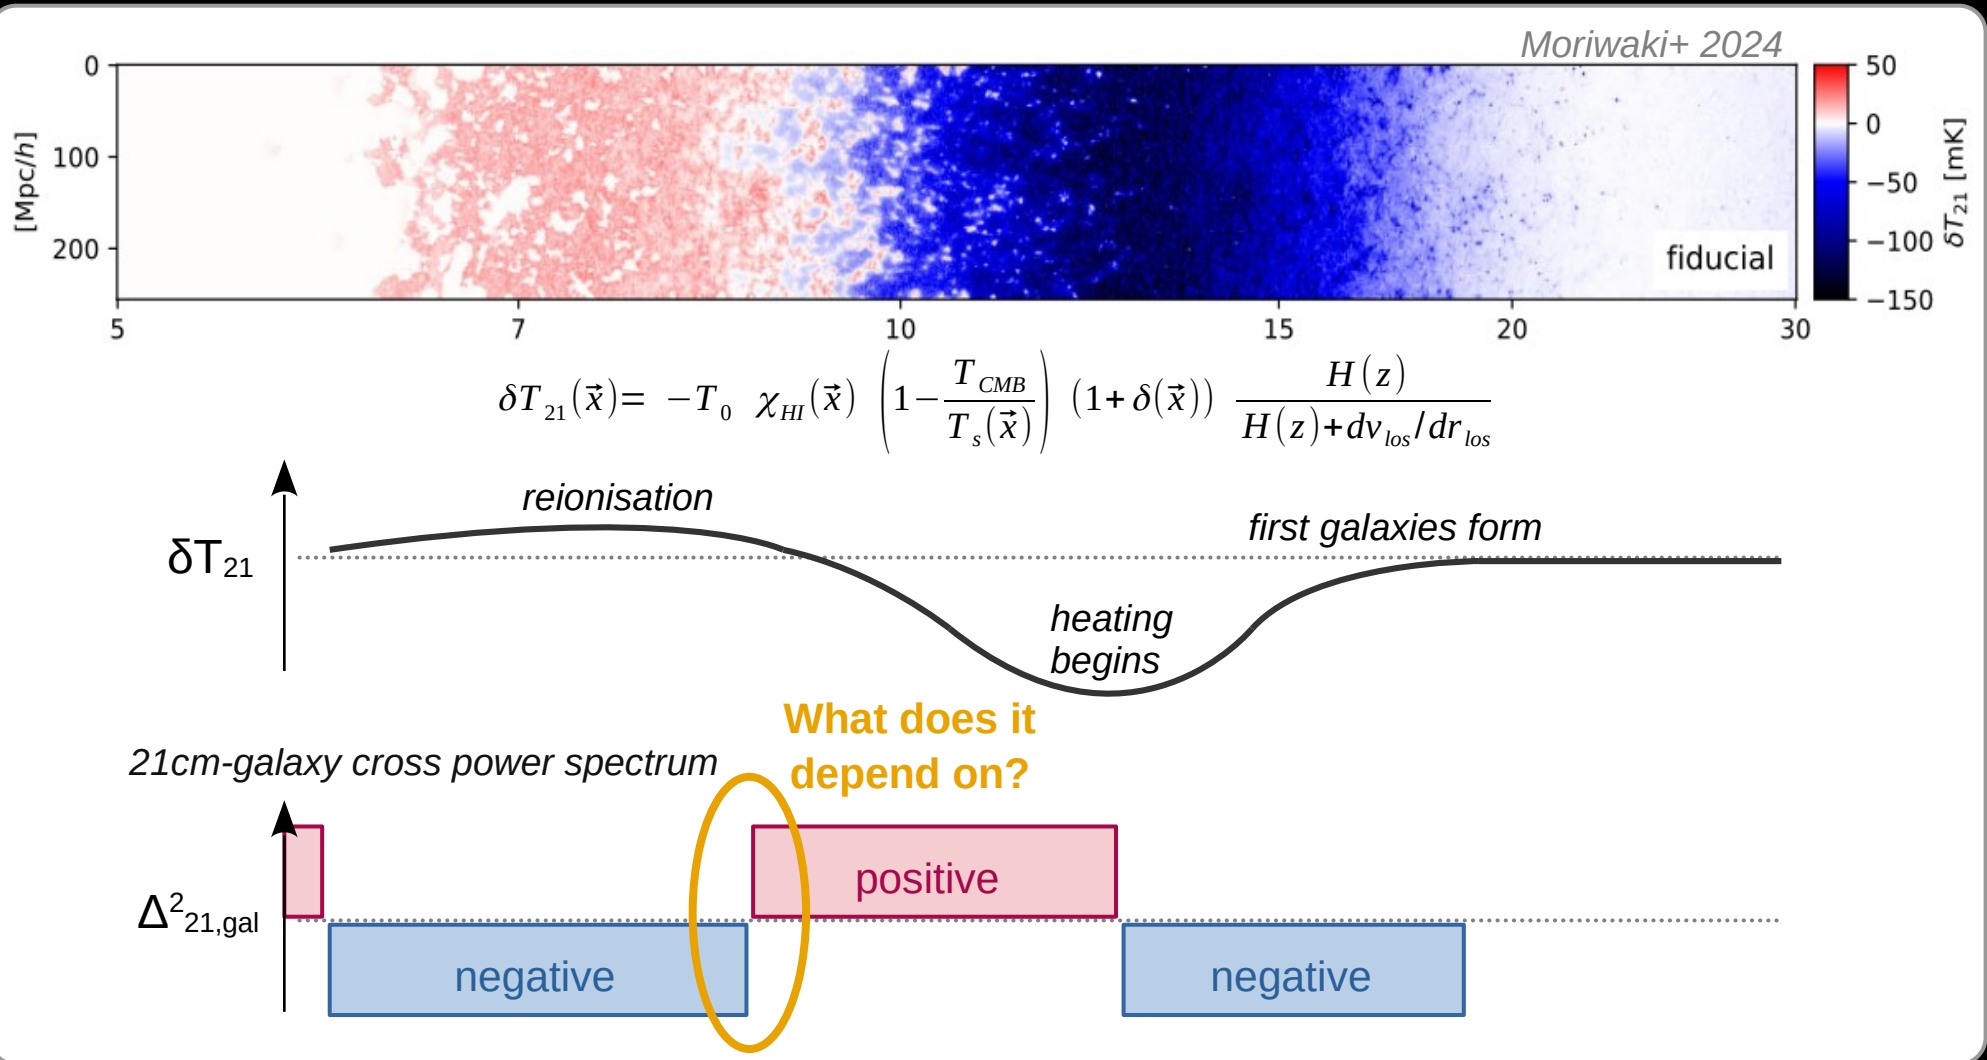 Moriwaki+ 2024
0
100
200
[Mpc/h]
fiducial
50
0
−50
−100
−150
δT21 [mK]
5 7 10 15 20 30
δT21(x⃗)= −T0 χHI(x⃗) (1−TCMB/Ts(x⃗)) (1+δ(x⃗)) H(z)/(H(z)+dvlos/drlos)
reionisation
first galaxies form
δT21
heating
begins
What does it
depend on?
21cm-galaxy cross power spectrum
positive
Δ²21,gal
negative
negative